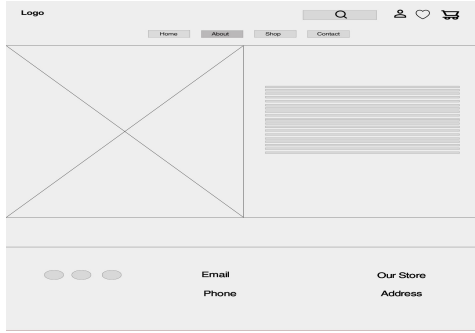 Logo
Home About Shop Contact
Email Our Store
Phone Address